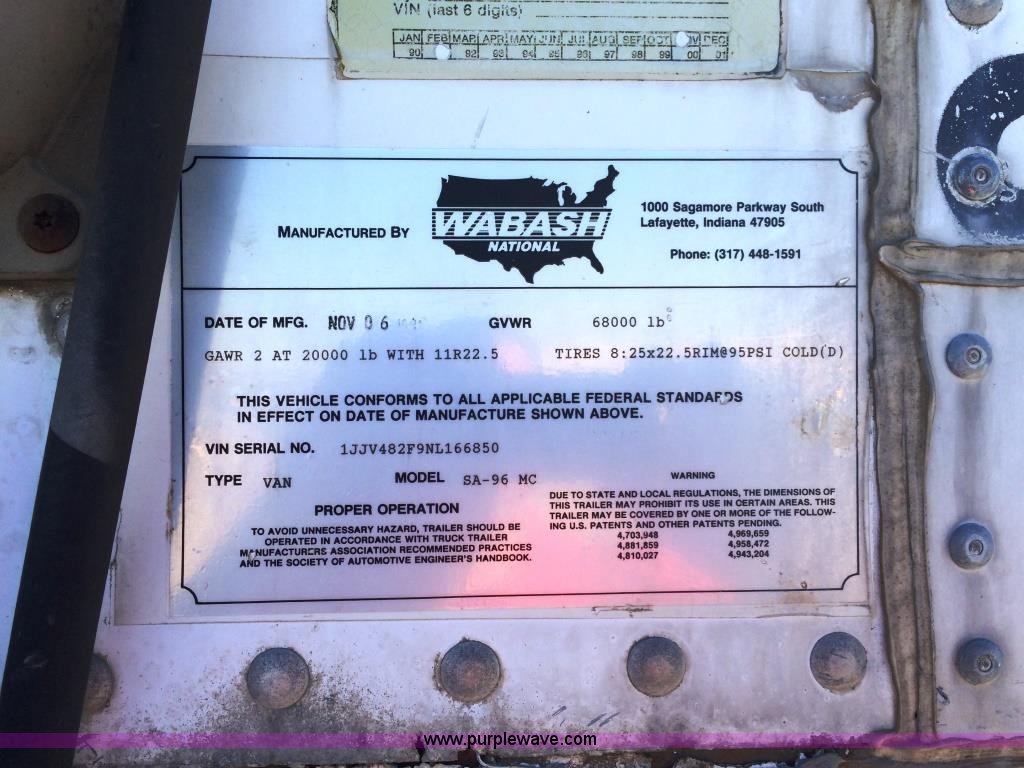 VIN (last 6 digits)
JAN FEB MAR APR MAY JUN JUL AUG SEP OCT DEC
90 92 93 94 95 96 97 98 99 00 01
MANUFACTURED BY
WABASH
NATIONAL
1000 Sagamore Parkway South
Lafayette, Indiana 47905
Phone: (317) 448-1591
DATE OF MFG. NOV 06 GVWR 68000 lb
GAWR 2 AT 20000 lb WITH 11R22.5 TIRES 8:25x22.5RIM@95PSI COLD(D)
THIS VEHICLE CONFORMS TO ALL APPLICABLE FEDERAL STANDARDS
IN EFFECT ON DATE OF MANUFACTURE SHOWN ABOVE.
VIN SERIAL NO. 1JJV482F9NL166850
TYPE VAN MODEL SA-96 MC
PROPER OPERATION
TO AVOID UNNECESSARY HAZARD, TRAILER SHOULD BE
OPERATED IN ACCORDANCE WITH TRUCK TRAILER
MANUFACTURERS ASSOCIATION RECOMMENDED PRACTICES
AND THE SOCIETY OF AUTOMOTIVE ENGINEER'S HANDBOOK.
WARNING
DUE TO STATE AND LOCAL REGULATIONS, THE DIMENSIONS OF
THIS TRAILER MAY PROHIBIT ITS USE IN CERTAIN AREAS. THIS
TRAILER MAY BE COVERED BY ONE OR MORE OF THE FOLLOW-
ING U.S. PATENTS AND OTHER PATENTS PENDING.
4,703,948 4,969,659
4,881,859 4,958,472
4,810,027 4,943,204
www.purplewave.com